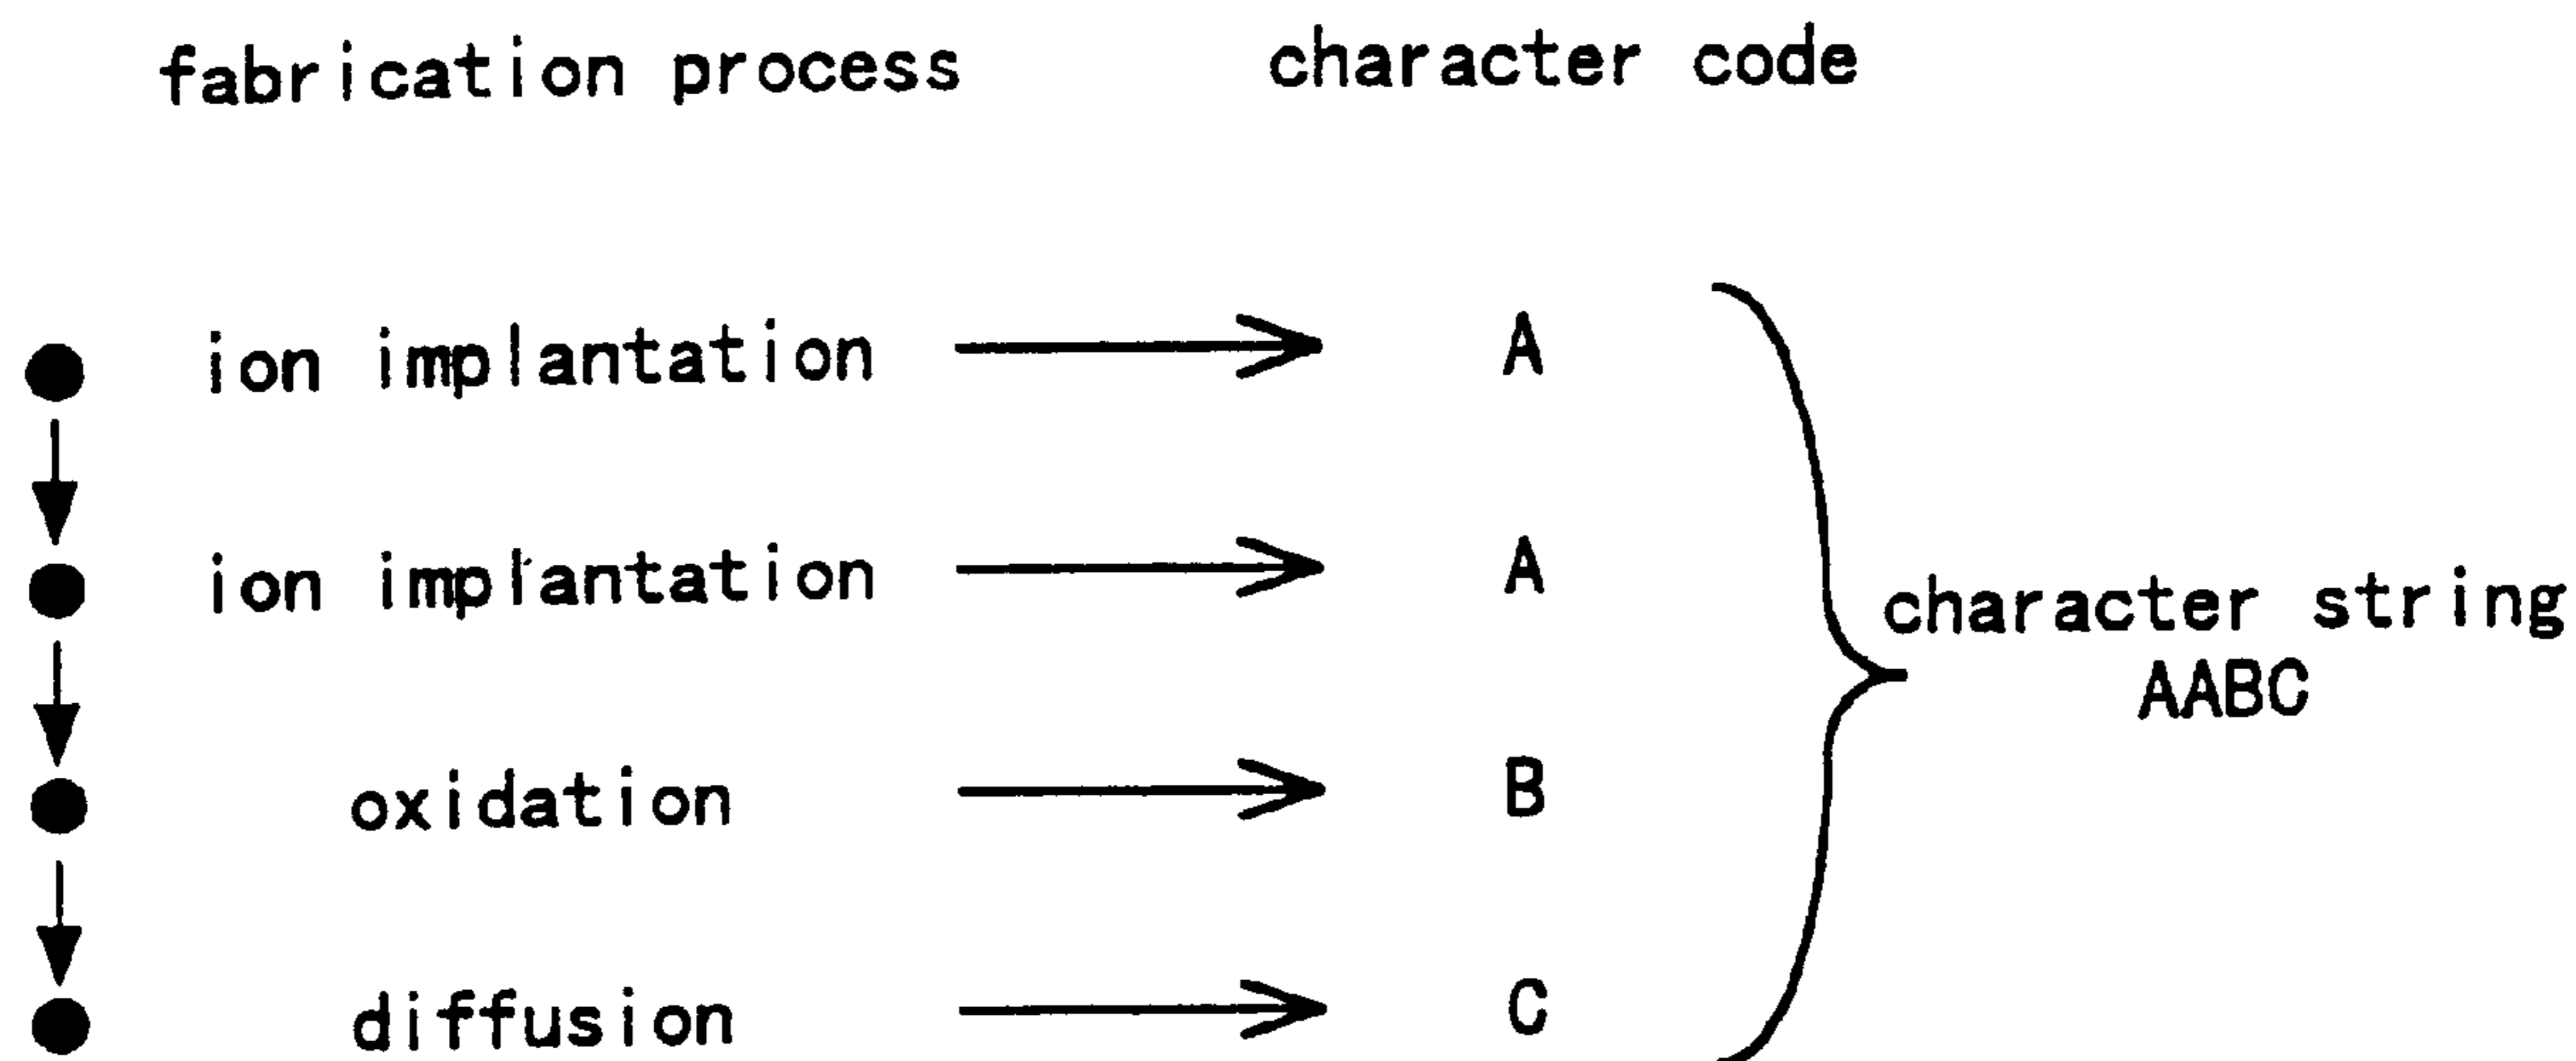 fabrication process character code
ion implantation A
ion implantation A
character string
AABC
oxidation B
diffusion C